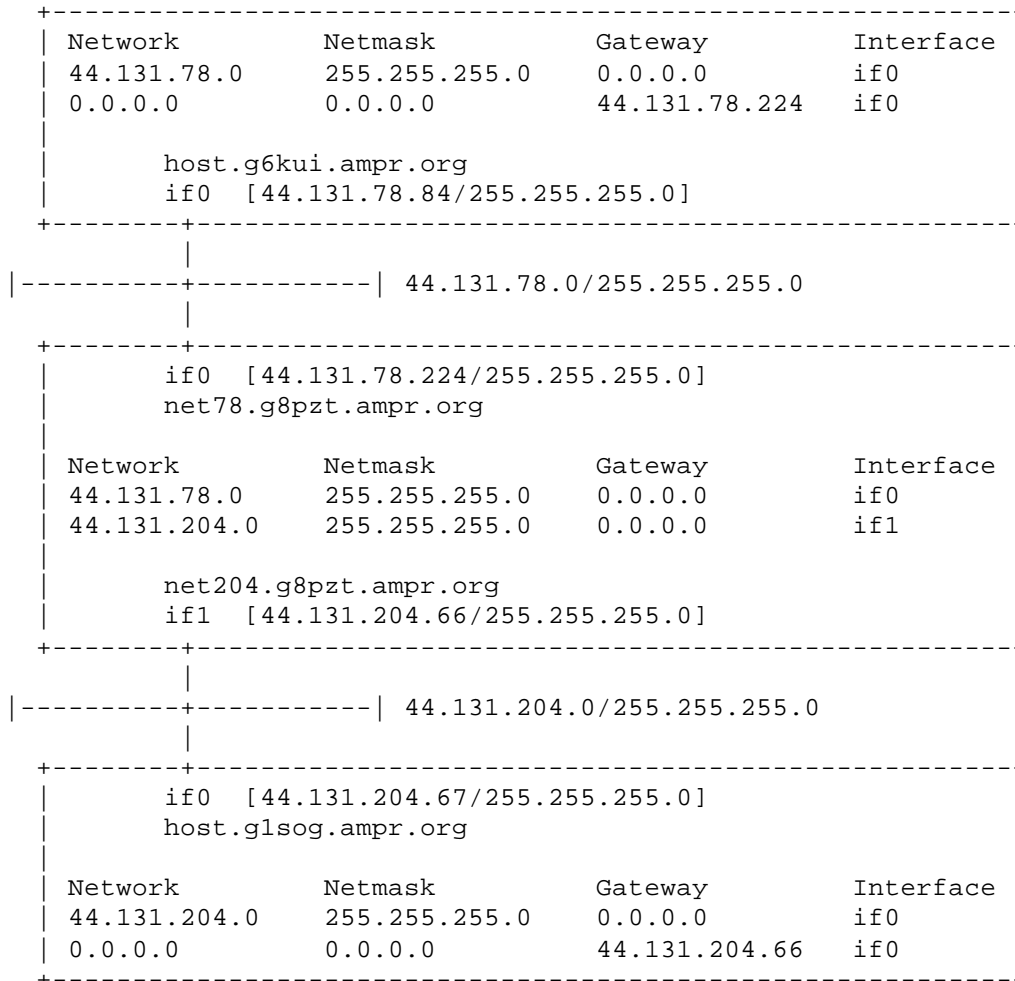 Network Netmask Gateway Interface
44.131.78.0 255.255.255.0 0.0.0.0 if0
0.0.0.0 0.0.0.0 44.131.78.224 if0
host.g6kui.ampr.org
if0 [44.131.78.84/255.255.255.0]
44.131.78.0/255.255.255.0
if0 [44.131.78.224/255.255.255.0]
net78.g8pzt.ampr.org
Network Netmask Gateway Interface
44.131.78.0 255.255.255.0 0.0.0.0 if0
44.131.204.0 255.255.255.0 0.0.0.0 if1
net204.g8pzt.ampr.org
if1 [44.131.204.66/255.255.255.0]
44.131.204.0/255.255.255.0
if0 [44.131.204.67/255.255.255.0]
host.g1sog.ampr.org
Network Netmask Gateway Interface
44.131.204.0 255.255.255.0 0.0.0.0 if0
0.0.0.0 0.0.0.0 44.131.204.66 if0